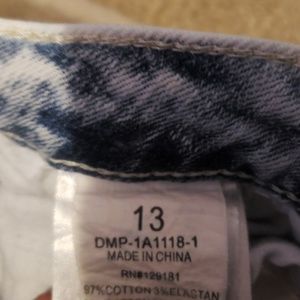 13
DMP-1A1118-1
MADE IN CHINA
RN#129181
97%COTTON 3%ELASTAN